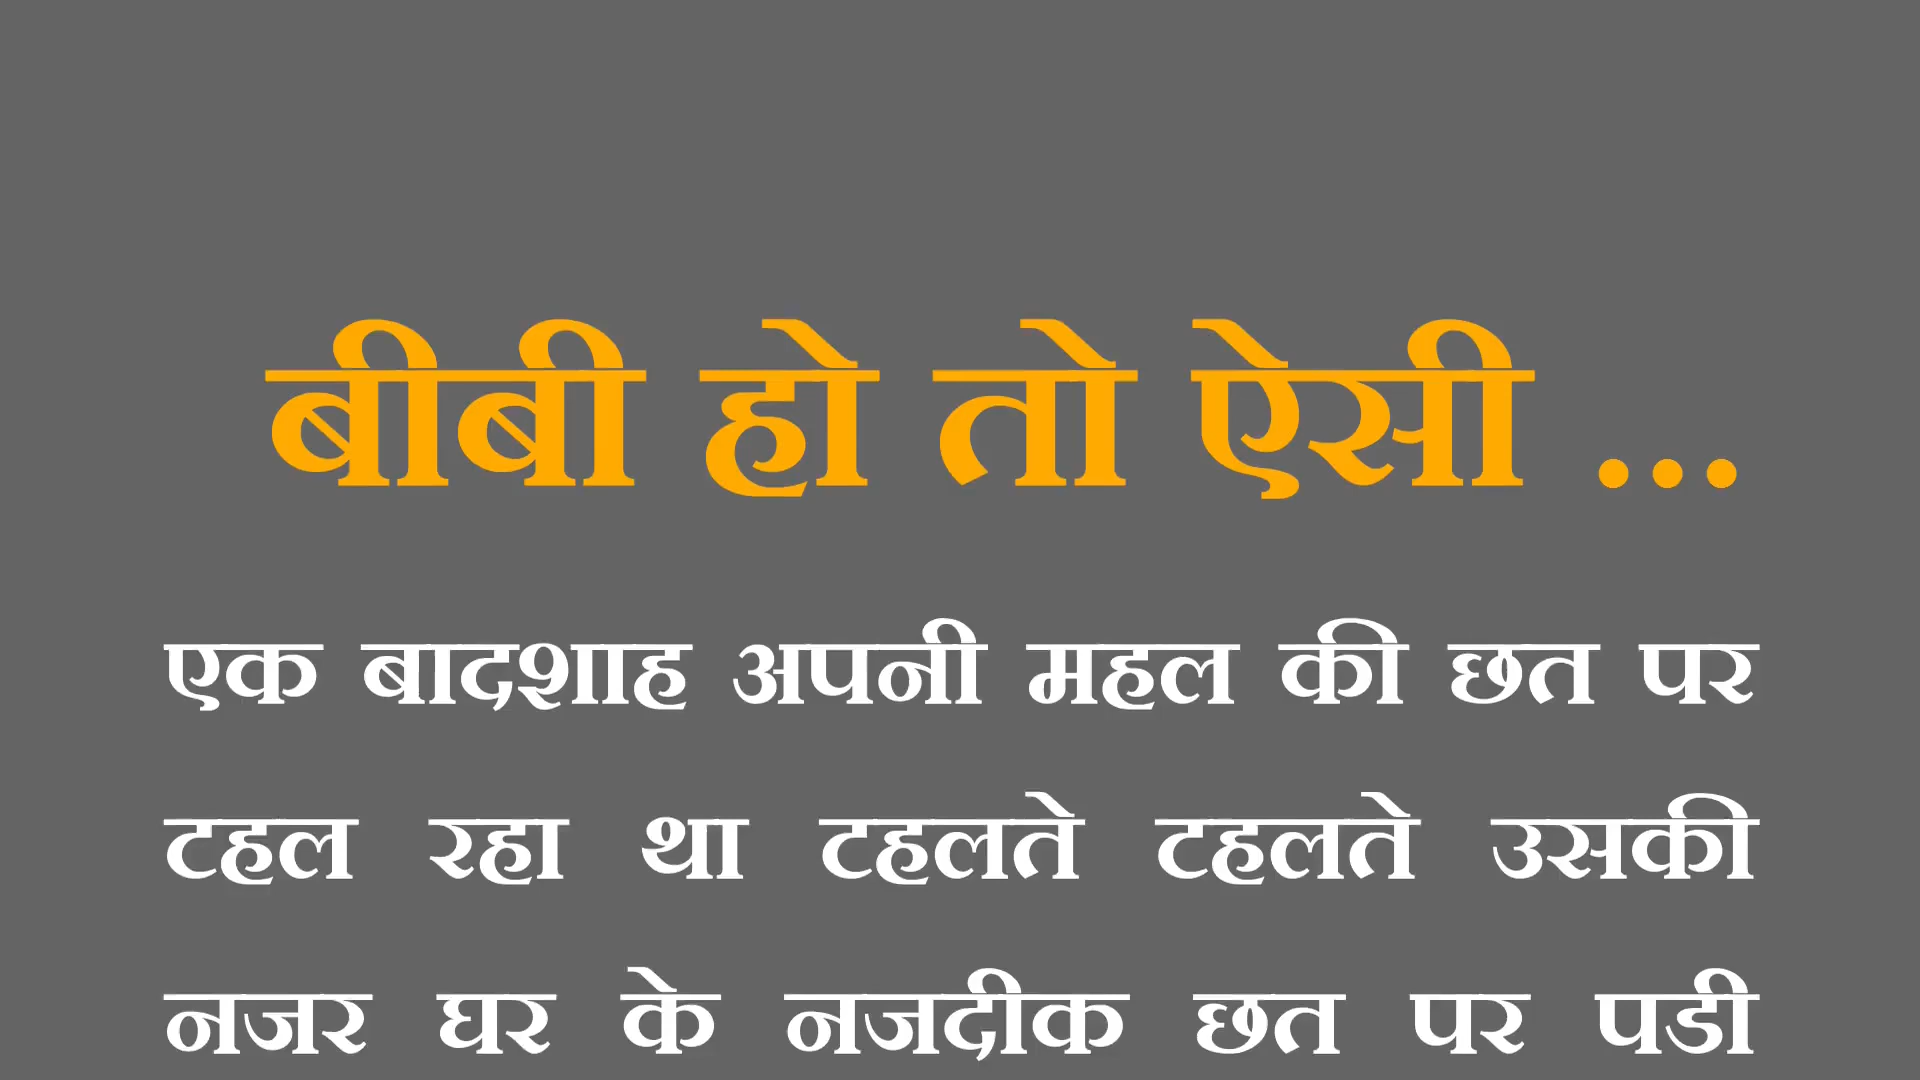 बीबी हो तो ऐसी ...
एक बादशाह अपनी महल की छत पर
टहल रहा था टहलते टहलते उसकी
नजर घर के नजदीक छत पर पडी